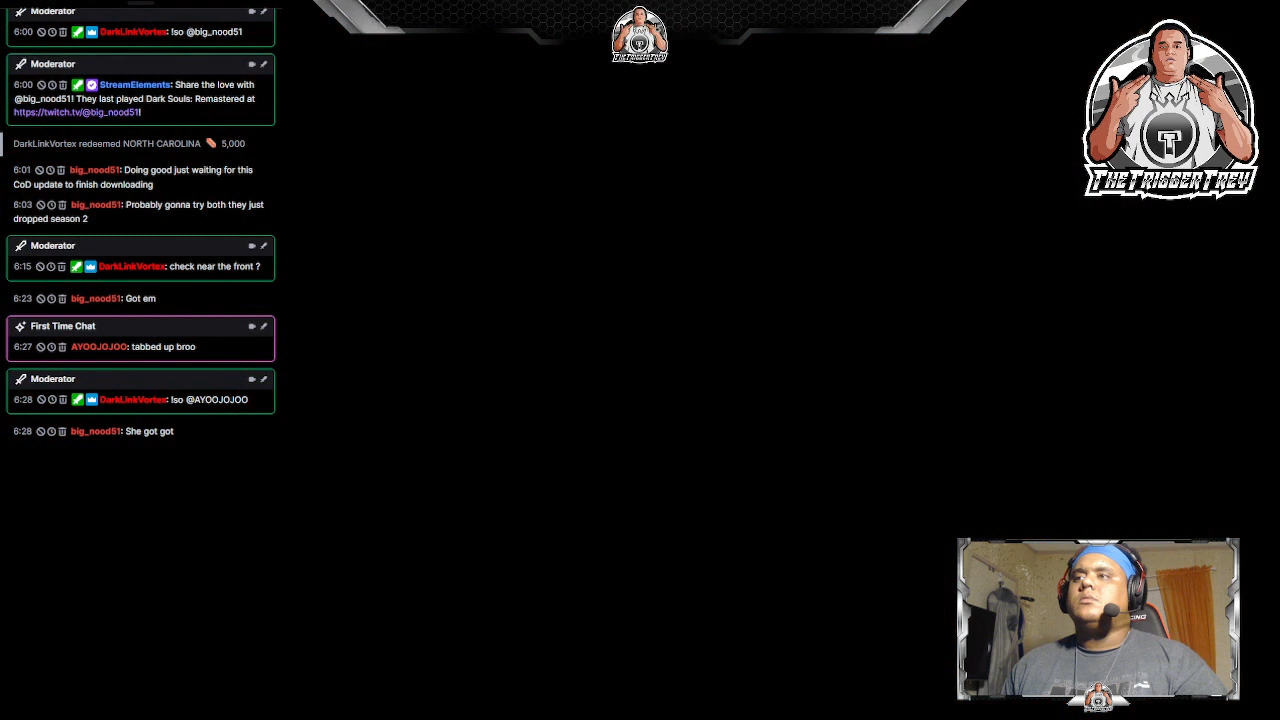 Moderator
6:00 DarkLinkVortex: !so @big_nood51
Moderator
6:00 StreamElements: Share the love with
@big_nood51! They last played Dark Souls: Remastered at
https://twitch.tv/@big_nood51!
DarkLinkVortex redeemed NORTH CAROLINA 5,000
6:01 big_nood51: Doing good just waiting for this
CoD update to finish downloading
6:03 big_nood51: Probably gonna try both they just
dropped season 2
Moderator
6:15 DarkLinkVortex: check near the front ?
6:23 big_nood51: Got em
First Time Chat
6:27 AYOOJOJOO: tabbed up broo
Moderator
6:28 DarkLinkVortex: !so @AYOOJOJOO
6:28 big_nood51: She got got
THETRIGGERTREY
T
THETRIGGERTREY